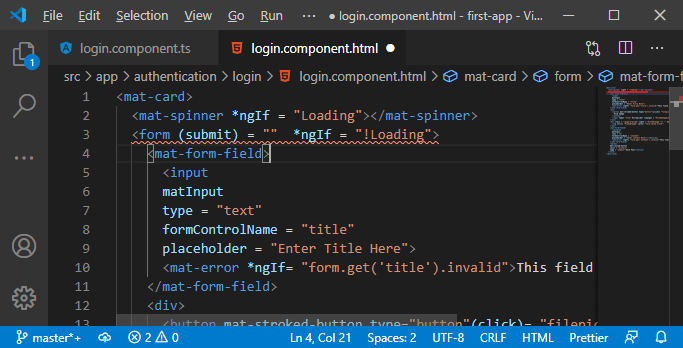 File Edit Selection View ··· ● login.component.html - first-app - Vi...
login.component.ts login.component.html ●
src > app > authentication > login > login.component.html > mat-card > form > mat-form-f
1 <mat-card>
2 <mat-spinner *ngIf = "Loading"></mat-spinner>
3 <form (submit) = ""  *ngIf = "!Loading">
4 <mat-form-field>
5 <input
6 matInput
7 type = "text"
8 formControlName = "title"
9 placeholder = "Enter Title Here">
10 <mat-error *ngIf= "form.get('title').invalid">This field
11 </mat-form-field>
12 <div>
13 <button mat-stroked-button type="button"(click)= "filepic
1
master*+ 2 0 Ln 4, Col 21 Spaces: 2 UTF-8 CRLF HTML Prettier